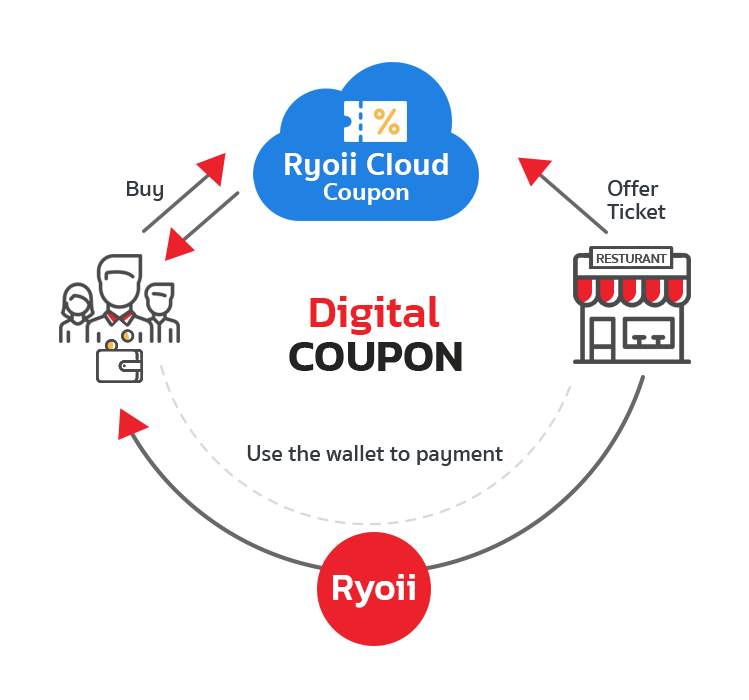 Ryoii Cloud
Coupon
Buy
Offer
Ticket
RESTURANT
Digital
COUPON
Use the wallet to payment
Ryoii